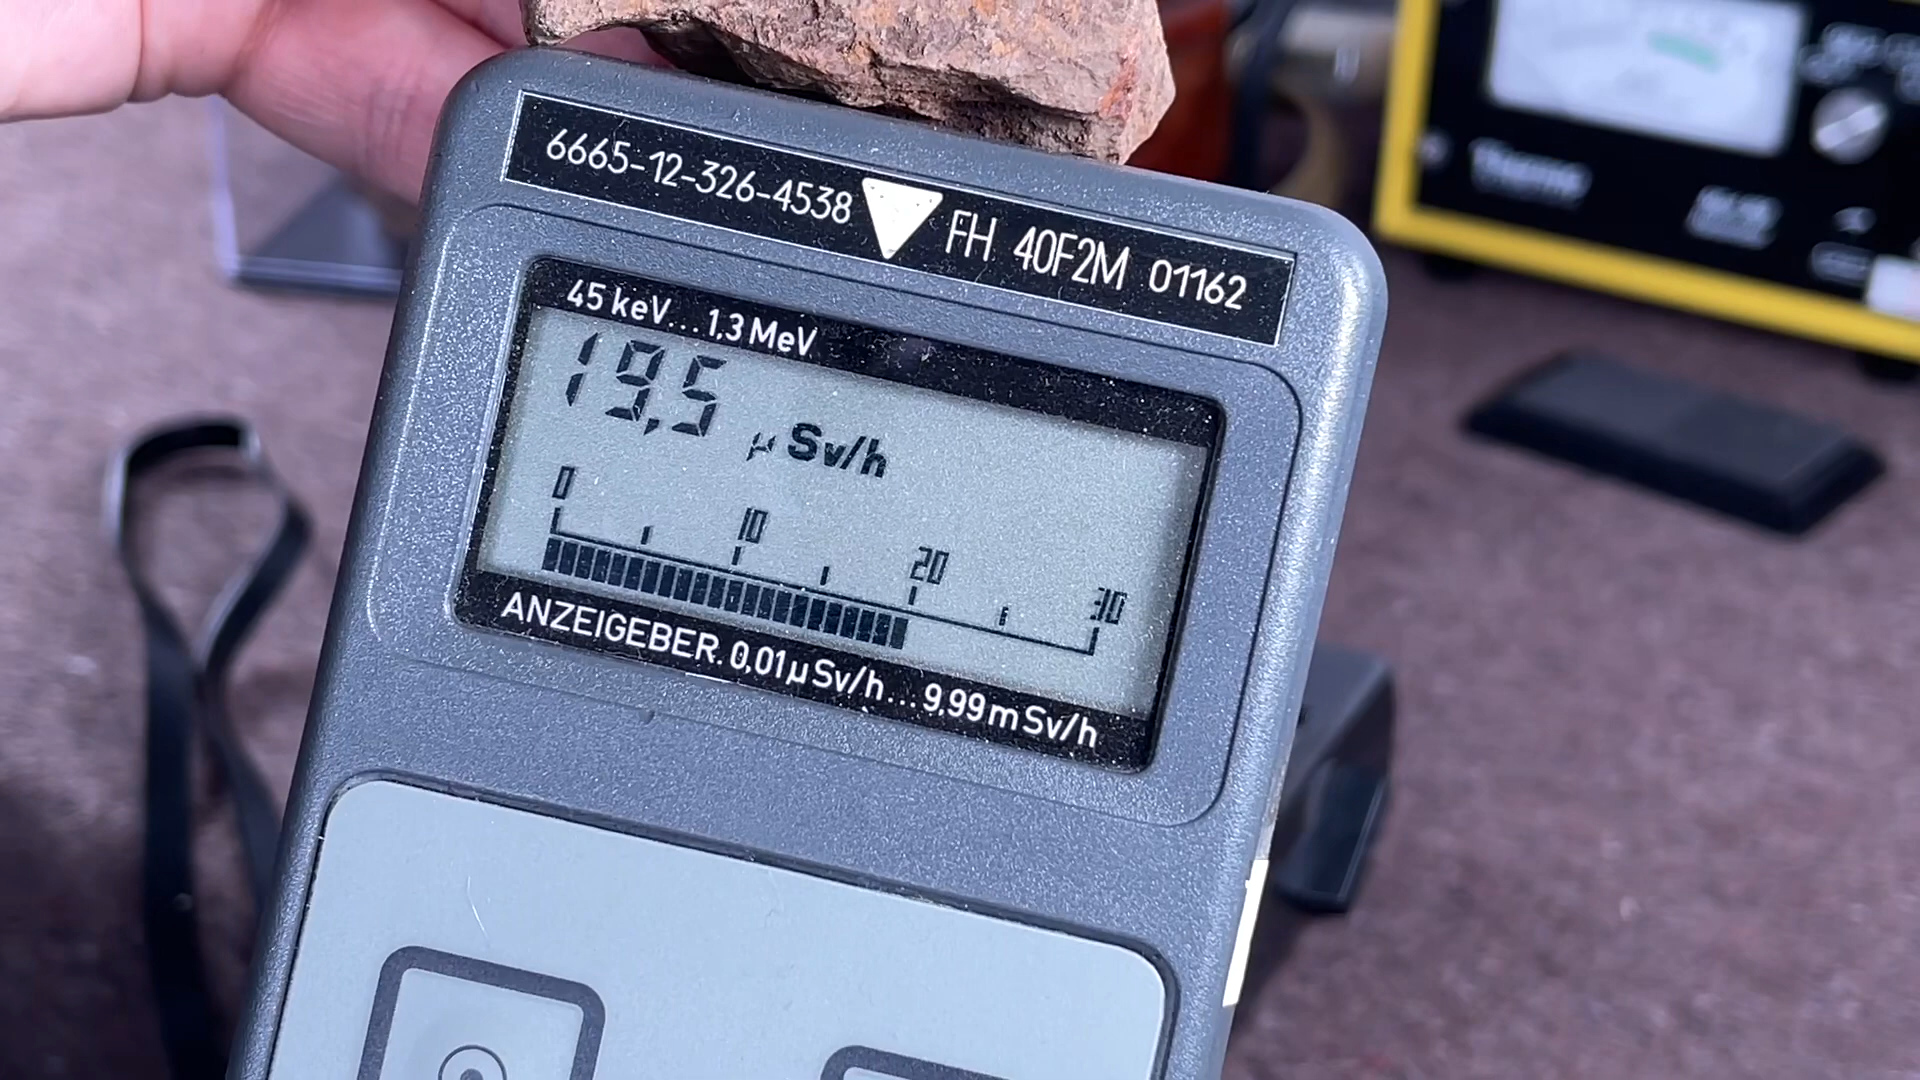 6665-12-326-4538 FH 40F2M 01162
45 keV...1,3 MeV
19,5 µSv/h
0 10 20 30
ANZEIGEBER. 0,01µSv/h...9,99mSv/h
Thermo